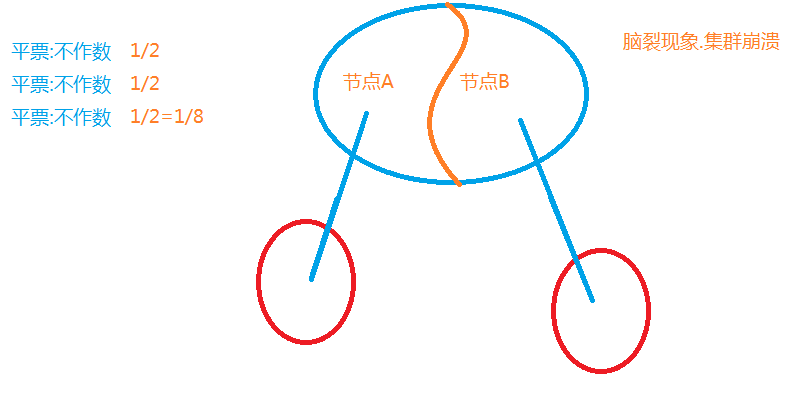 平票:不作数 1/2
平票:不作数 1/2
平票:不作数 1/2=1/8
节点A
节点B
脑裂现象.集群崩溃